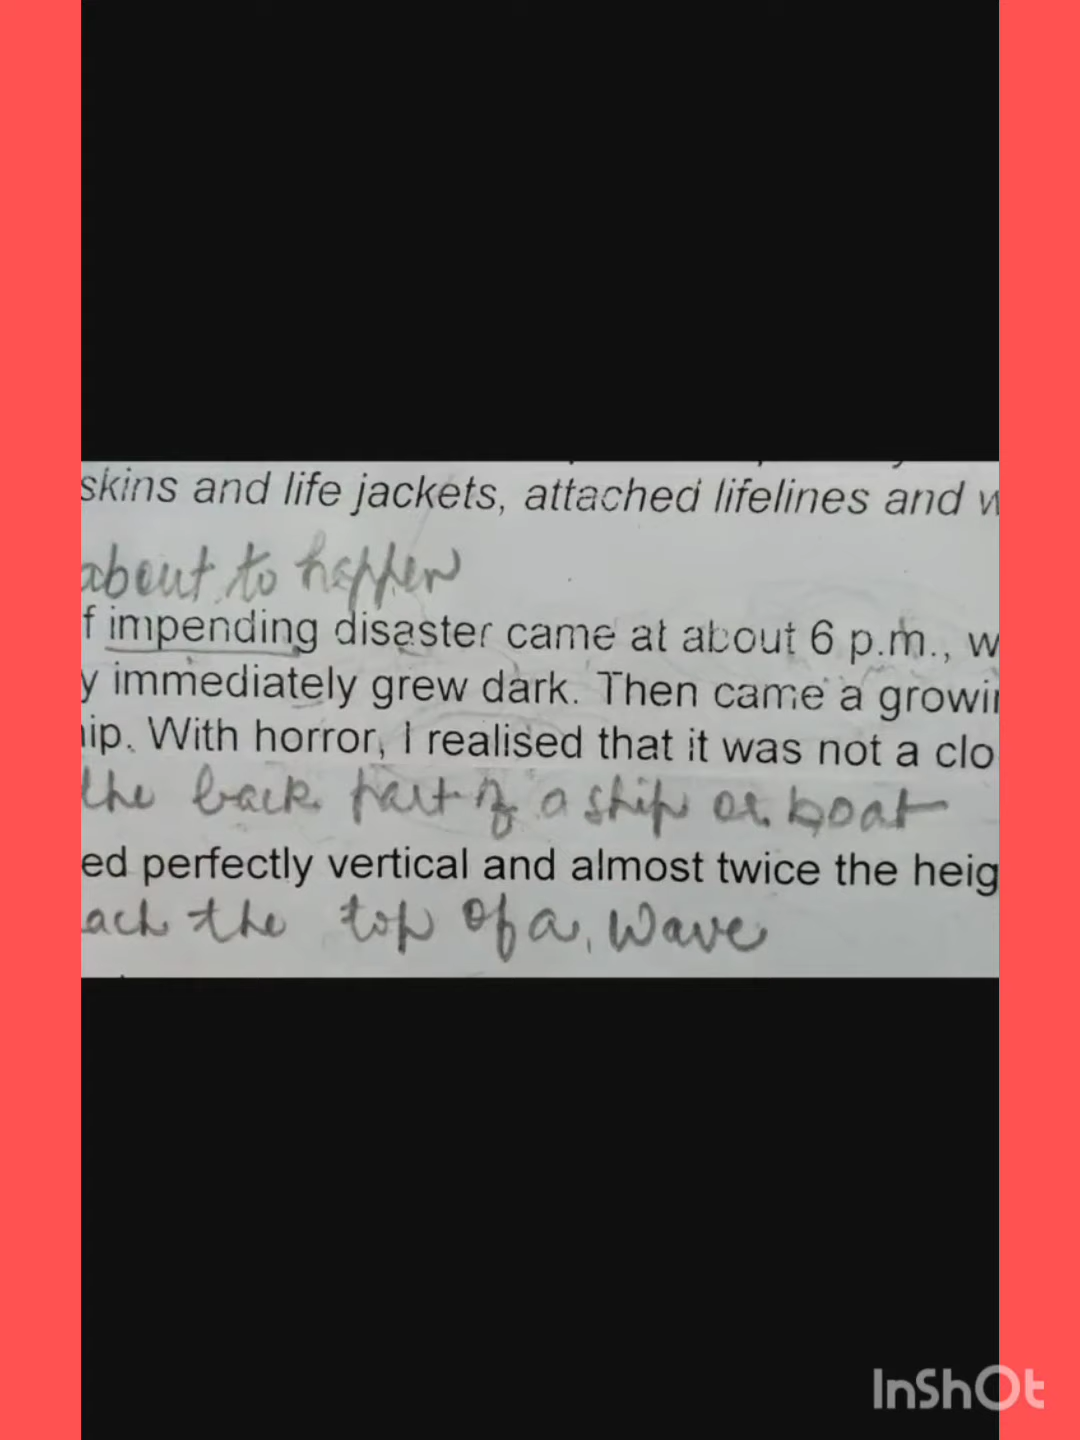 skins and life jackets, attached lifelines and w
about to happen
f impending disaster came at about 6 p.m., w
y immediately grew dark. Then came a growi
ip. With horror, I realised that it was not a clo
the back part of a ship or boat
ed perfectly vertical and almost twice the heig
ach the top of a wave
InShOt